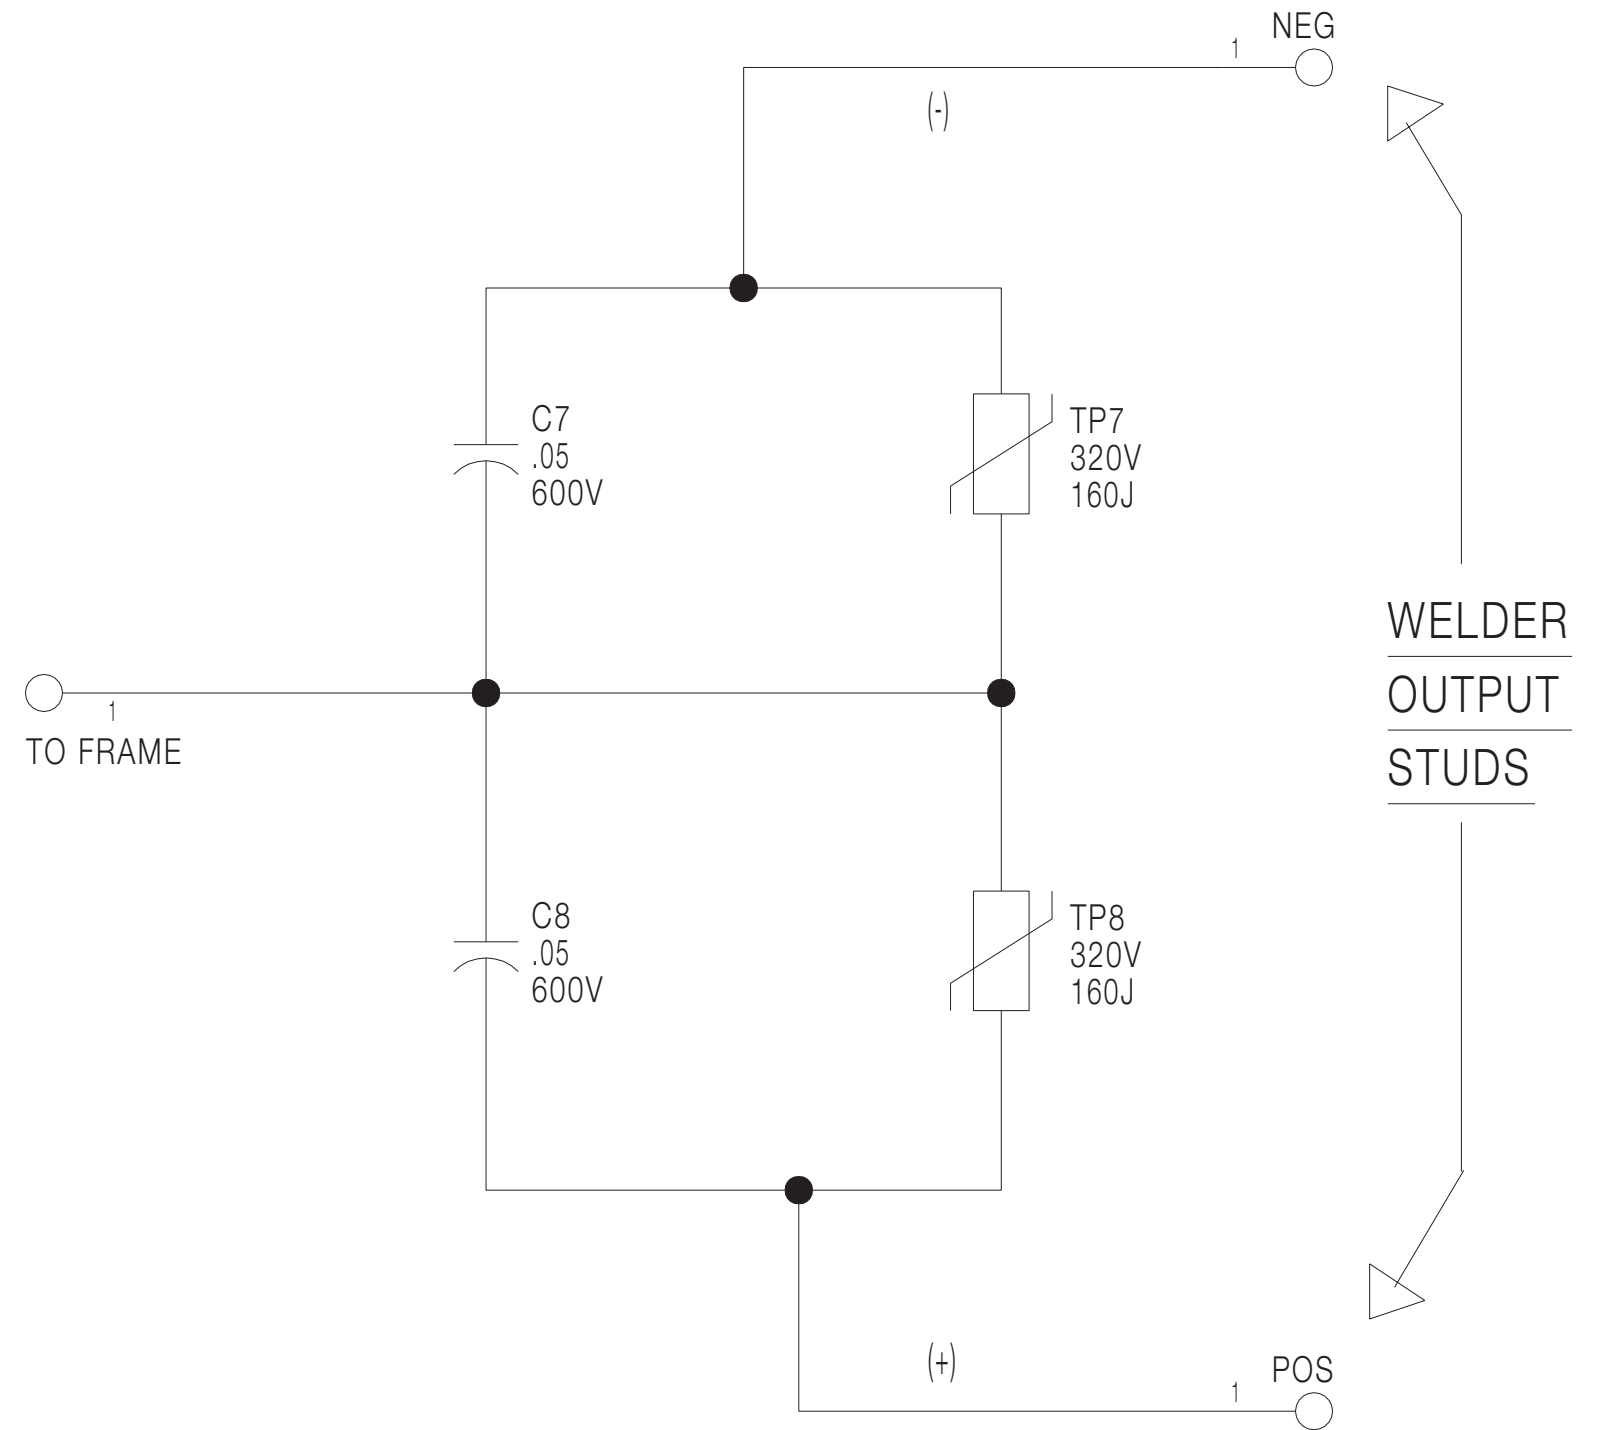 NEG
1
(-)
C7
.05
600V
TP7
320V
160J
WELDER
OUTPUT
STUDS
1
TO FRAME
C8
.05
600V
TP8
320V
160J
(+)
POS
1